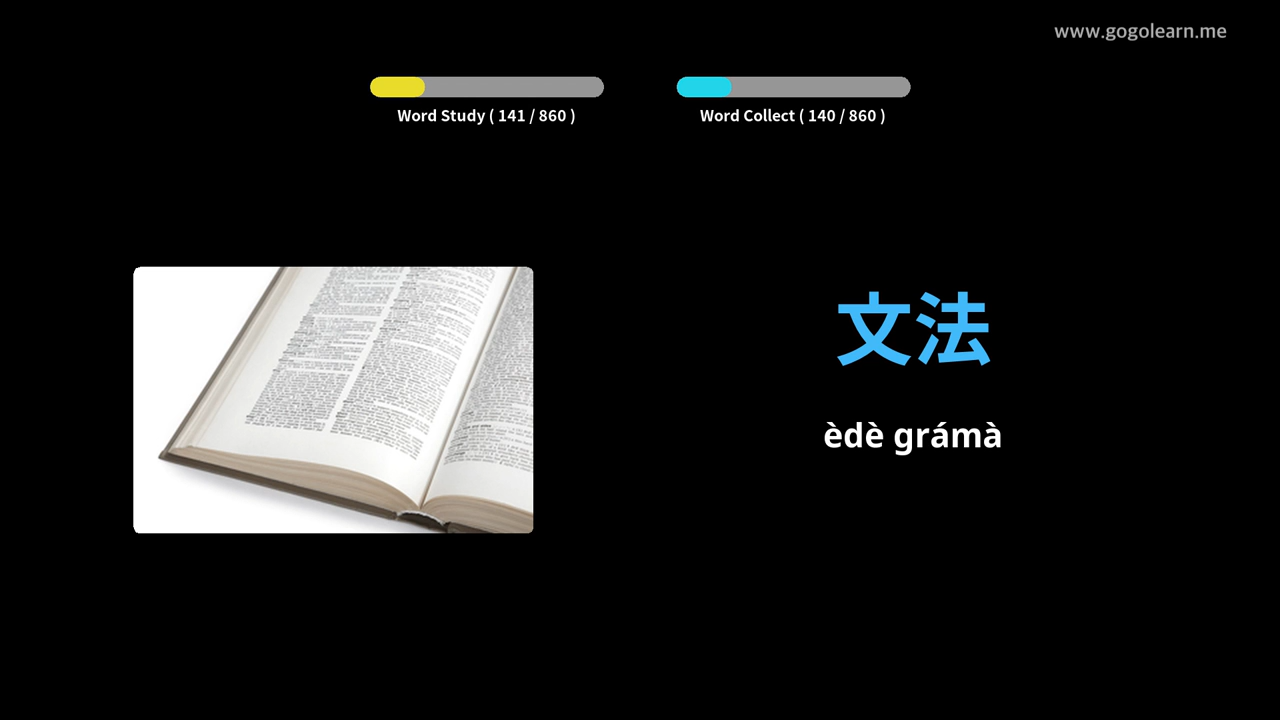 www.gogolearn.me
Word Study ( 141 / 860 )
Word Collect ( 140 / 860 )
文法
èdè grámà